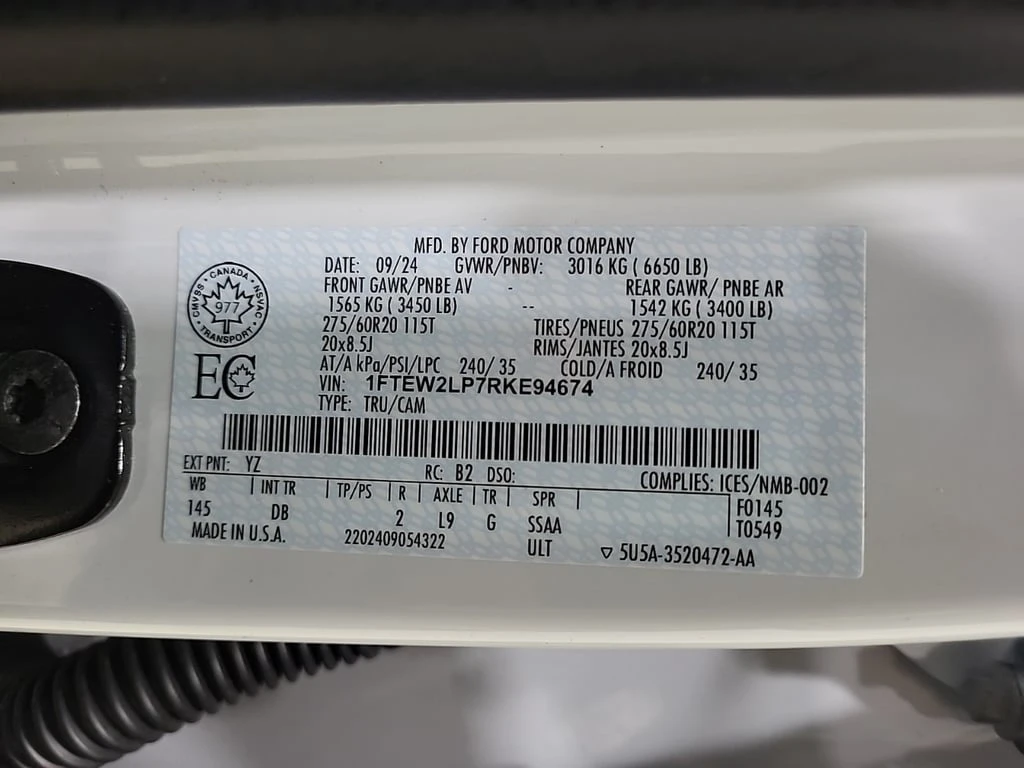 MFD. BY FORD MOTOR COMPANY
DATE: 09/24 GVWR/PNBV: 3016 KG ( 6650 LB)
FRONT GAWR/PNBE AV - REAR GAWR/ PNBE AR
1565 KG ( 3450 LB) -- 1542 KG ( 3400 LB)
275/60R20 115T TIRES/PNEUS 275/60R20 115T
20x8.5J RIMS/JANTES 20x8.5J
AT/A kPa/PSI/LPC 240/ 35 COLD/A FROID 240/ 35
VIN: 1FTEW2LP7RKE94674
TYPE: TRU/CAM
CMVSS • CANADA • NSVAC • TRANSPORT •
977
EC
EXT PNT: YZ RC: B2 DSO: COMPLIES: ICES/NMB-002
WB | INT TR | TP/PS | R | AXLE | TR | SPR | F0145
145 DB 2 L9 G SSAA T0549
MADE IN U.S.A. 2202409054322 ULT ▽ 5U5A-3520472-AA